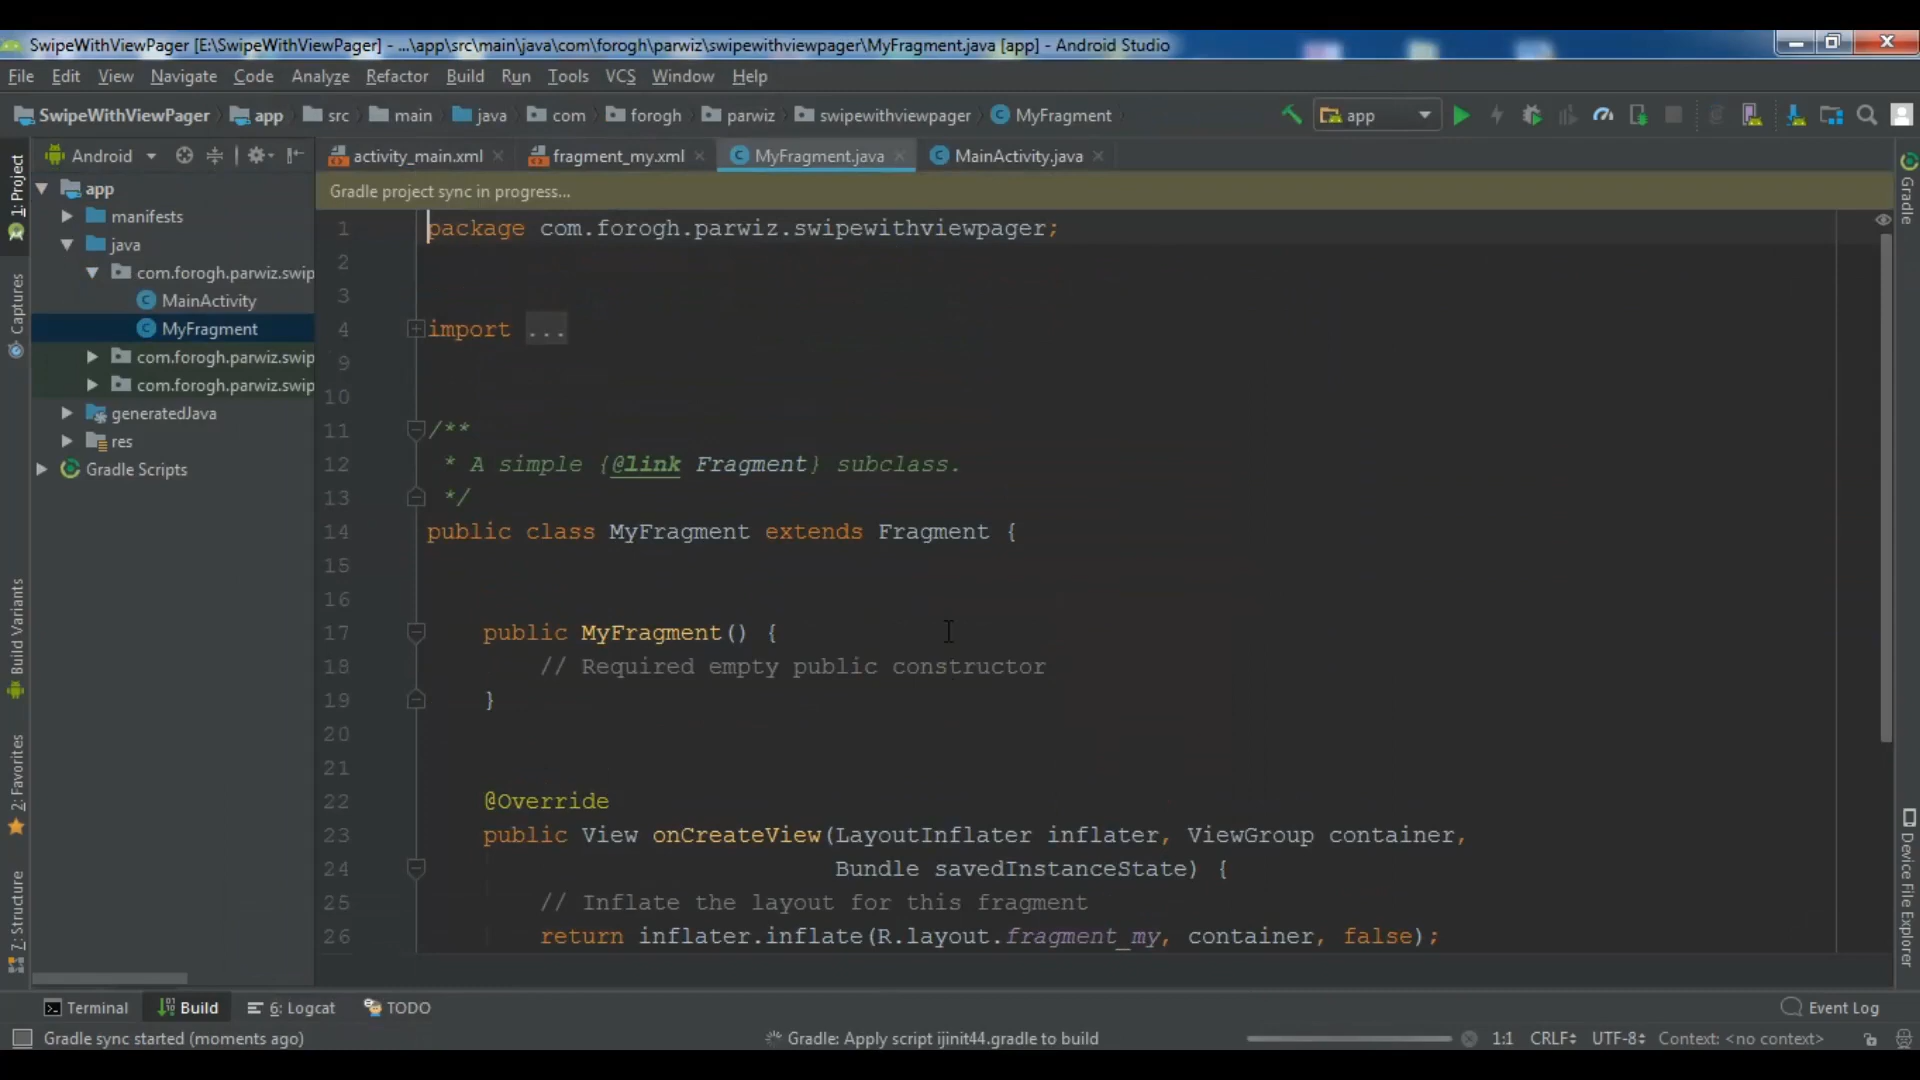 SwipeWithViewPager [E:\SwipeWithViewPager] - ...\app\src\main\java\com\forogh\parwiz\swipewithviewpager\MyFragment.java [app] - Android Studio
File Edit View Navigate Code Analyze Refactor Build Run Tools VCS Window Help
SwipeWithViewPager app src main java com forogh parwiz swipewithviewpager MyFragment app
Android activity_main.xml fragment_my.xml MyFragment.java MainActivity.java
1: Project
Captures
Build Variants
2: Favorites
7: Structure
app
manifests
java
com.forogh.parwiz.swip
MainActivity
MyFragment
com.forogh.parwiz.swip
com.forogh.parwiz.swip
generatedJava
res
Gradle Scripts
Gradle project sync in progress...
1 package com.forogh.parwiz.swipewithviewpager;
2
3
4 import ...
9
10
11 /**
12 * A simple {@link Fragment} subclass.
13 */
14 public class MyFragment extends Fragment {
15
16
17 public MyFragment() {
18 // Required empty public constructor
19 }
20
21
22 @Override
23 public View onCreateView(LayoutInflater inflater, ViewGroup container,
24 Bundle savedInstanceState) {
25 // Inflate the layout for this fragment
26 return inflater.inflate(R.layout.fragment_my, container, false);
Gradle
Device File Explorer
Terminal Build 6: Logcat TODO Event Log
Gradle sync started (moments ago) Gradle: Apply script ijinit44.gradle to build 1:1 CRLF UTF-8 Context: <no context>